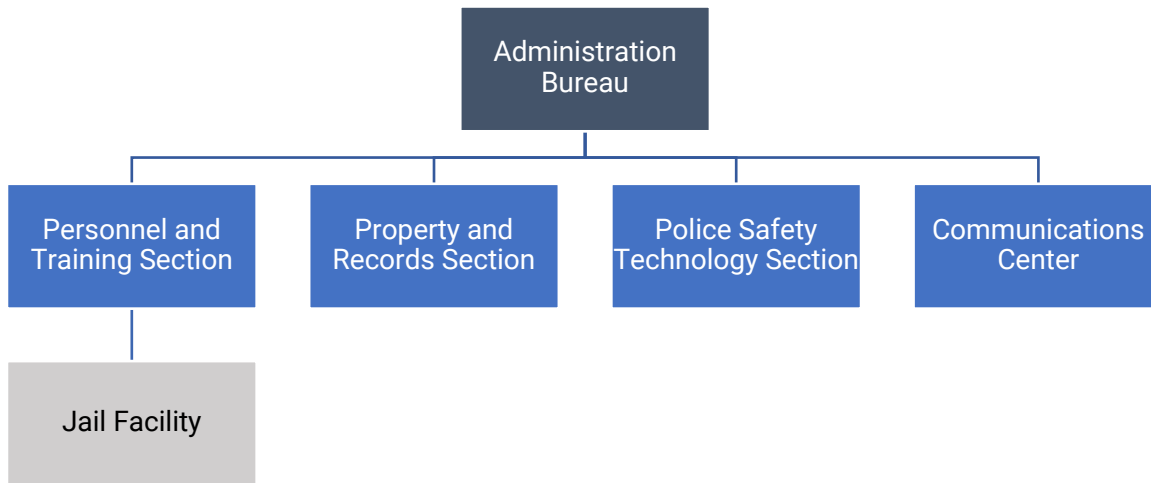 Administration
Bureau
Personnel and
Training Section
Property and
Records Section
Police Safety
Technology Section
Communications
Center
Jail Facility